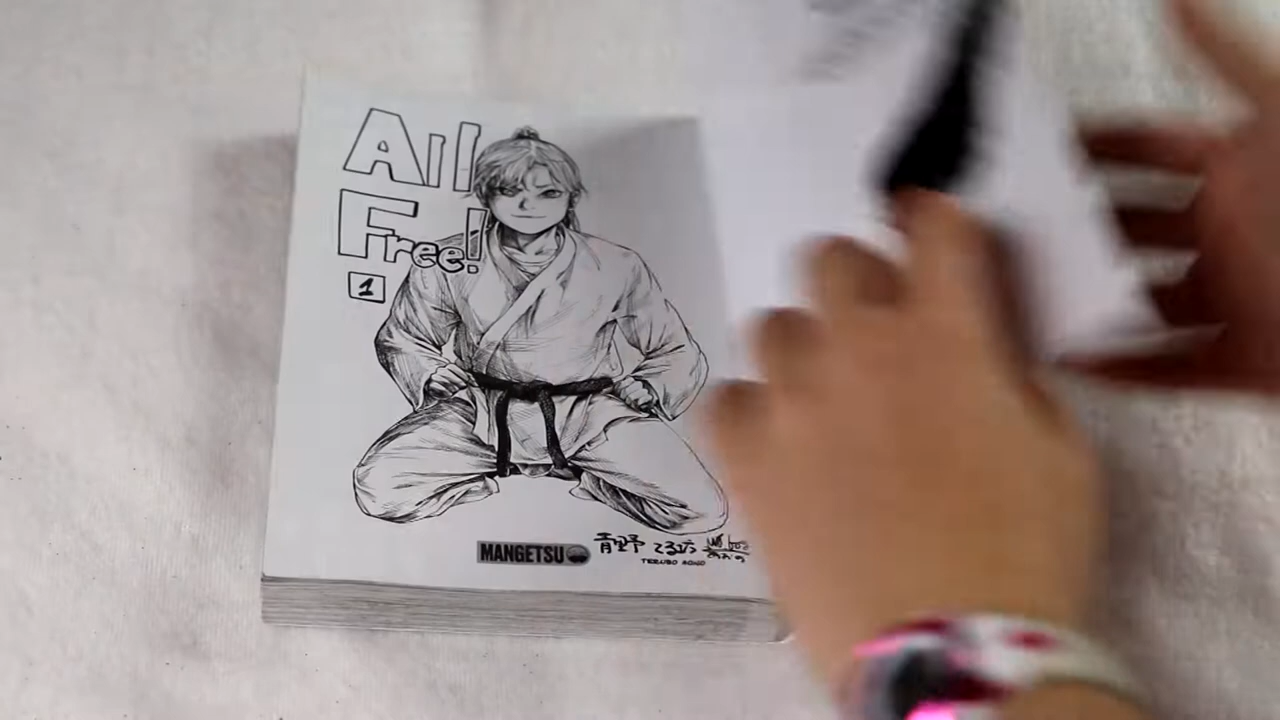 All
Free!
1
MANGETSU
青野 てるぼ
TERUBO AONO